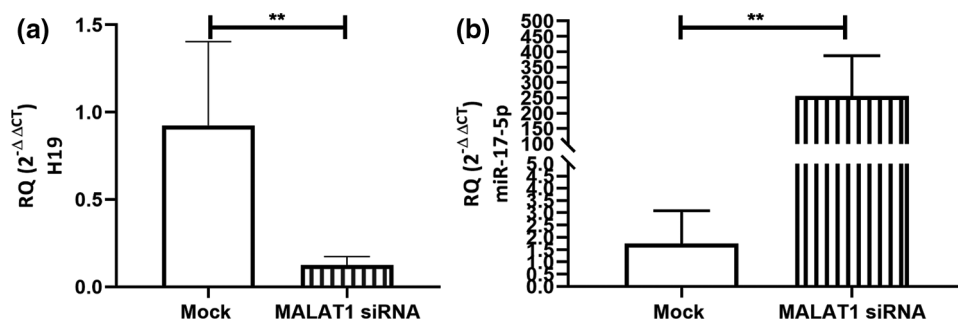 (a)
RQ (2^-ΔΔCT)
H19
1.5
1.0
0.5
0.0
**
Mock
MALAT1 siRNA
(b)
RQ (2^-ΔΔCT)
miR-17-5p
500
450
400
350
300
250
200
150
100
5.0
4.5
4.0
3.5
3.0
2.5
2.0
1.5
1.0
0.5
0.0
**
Mock
MALAT1 siRNA